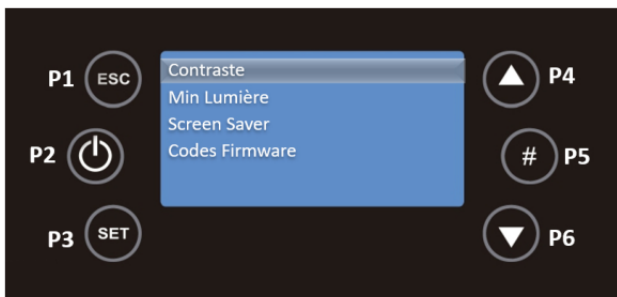 P1 ESC
P2
P3 SET
Contraste
Min Lumière
Screen Saver
Codes Firmware
P4
# P5
P6